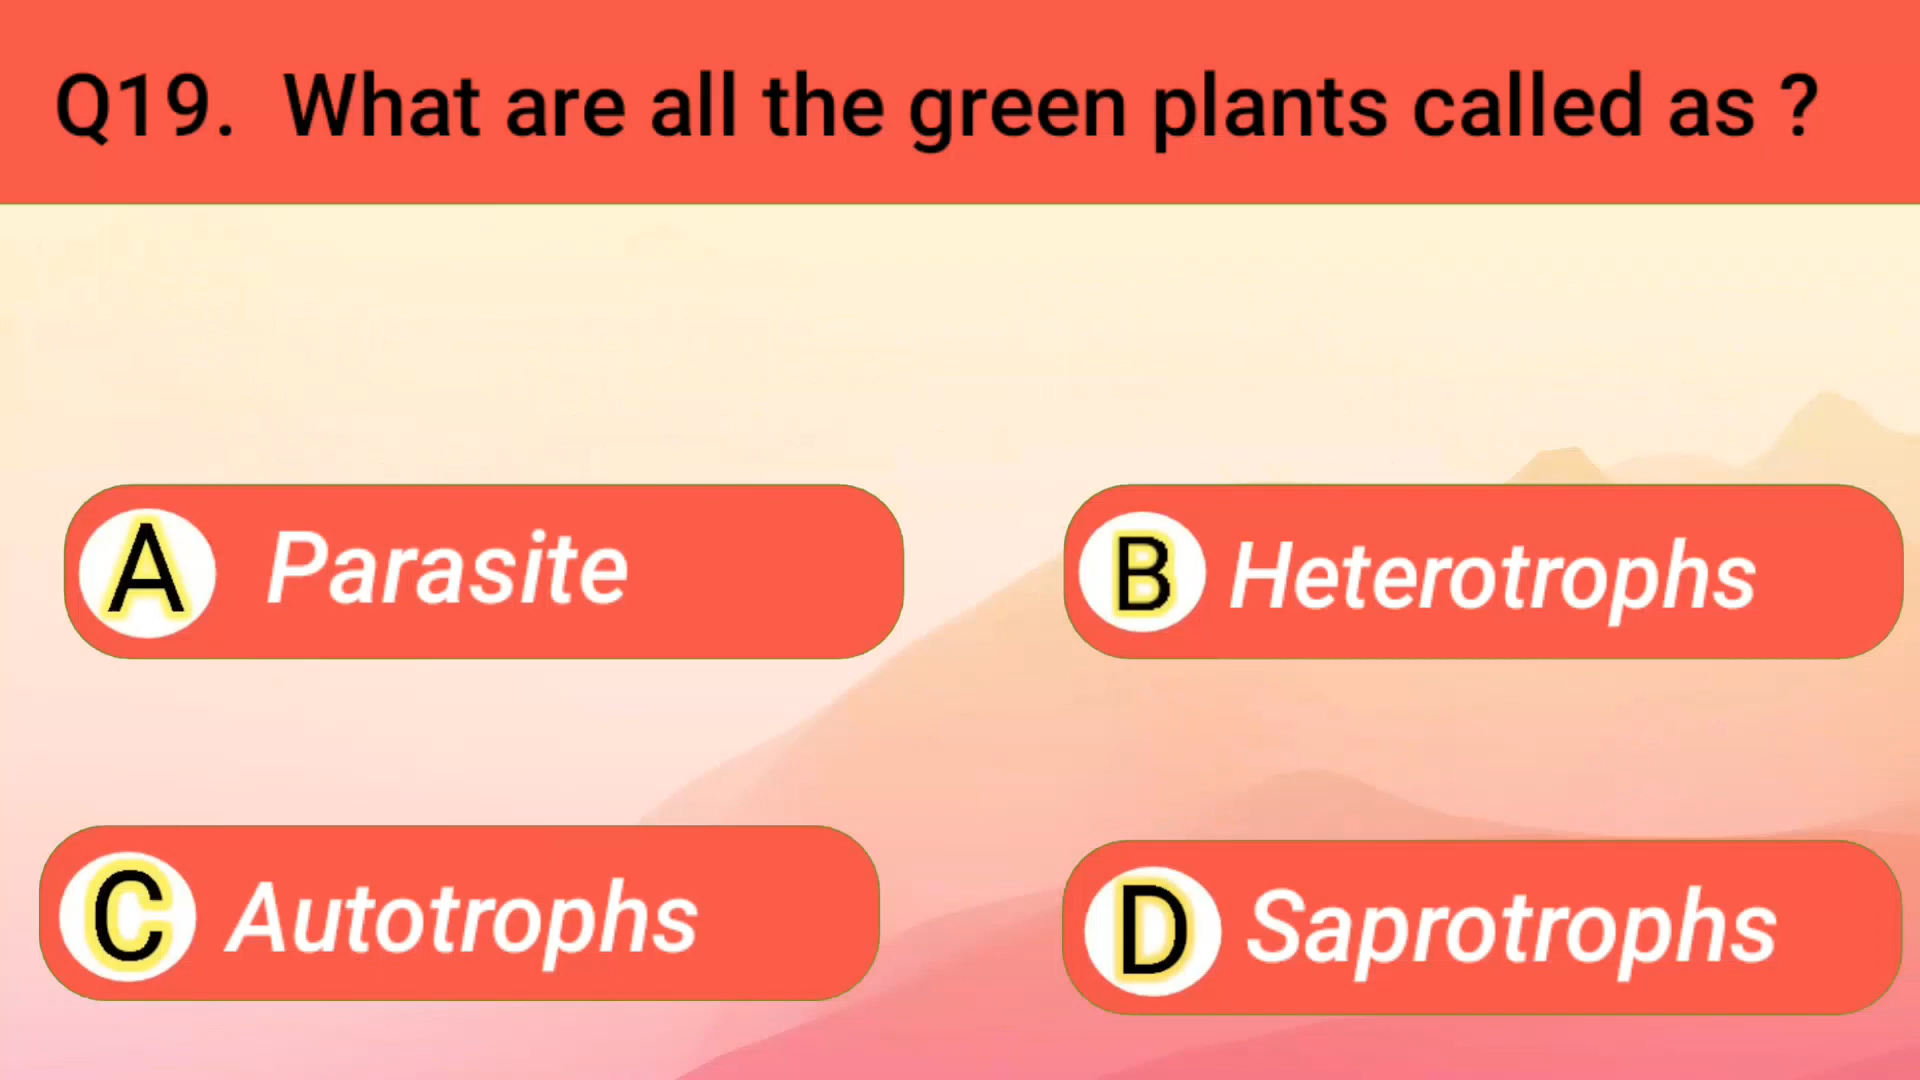 Q19. What are all the green plants called as ?
A Parasite
B Heterotrophs
C Autotrophs
D Saprotrophs